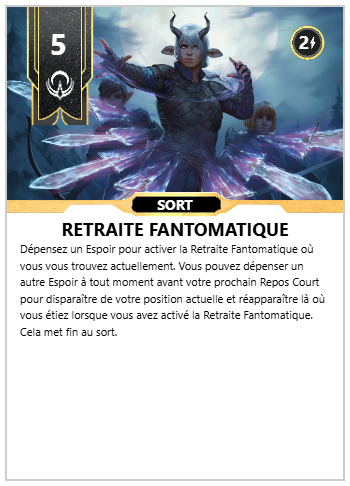 5
2
SORT
RETRAITE FANTOMATIQUE
Dépensez un Espoir pour activer la Retraite Fantomatique où
vous vous trouvez actuellement. Vous pouvez dépenser un
autre Espoir à tout moment avant votre prochain Repos Court
pour disparaître de votre position actuelle et réapparaître là où
vous étiez lorsque vous avez activé la Retraite Fantomatique.
Cela met fin au sort.